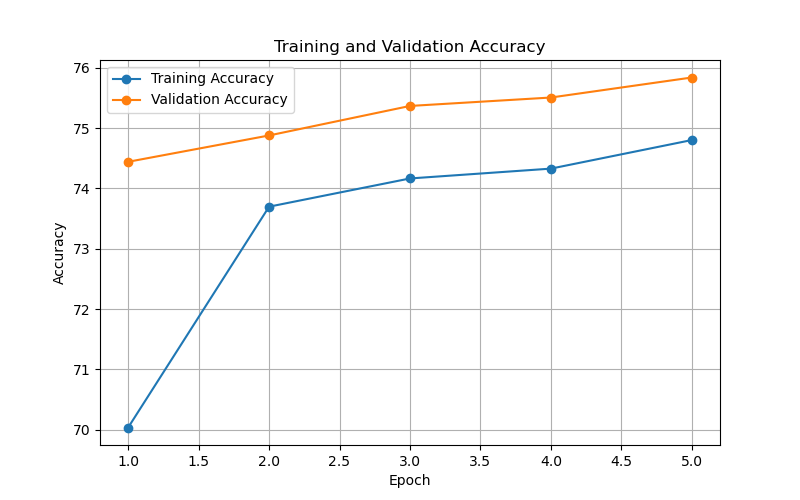 Training and Validation Accuracy
Training Accuracy
Validation Accuracy
76
75
74
73
72
71
70
Accuracy
1.0 1.5 2.0 2.5 3.0 3.5 4.0 4.5 5.0
Epoch